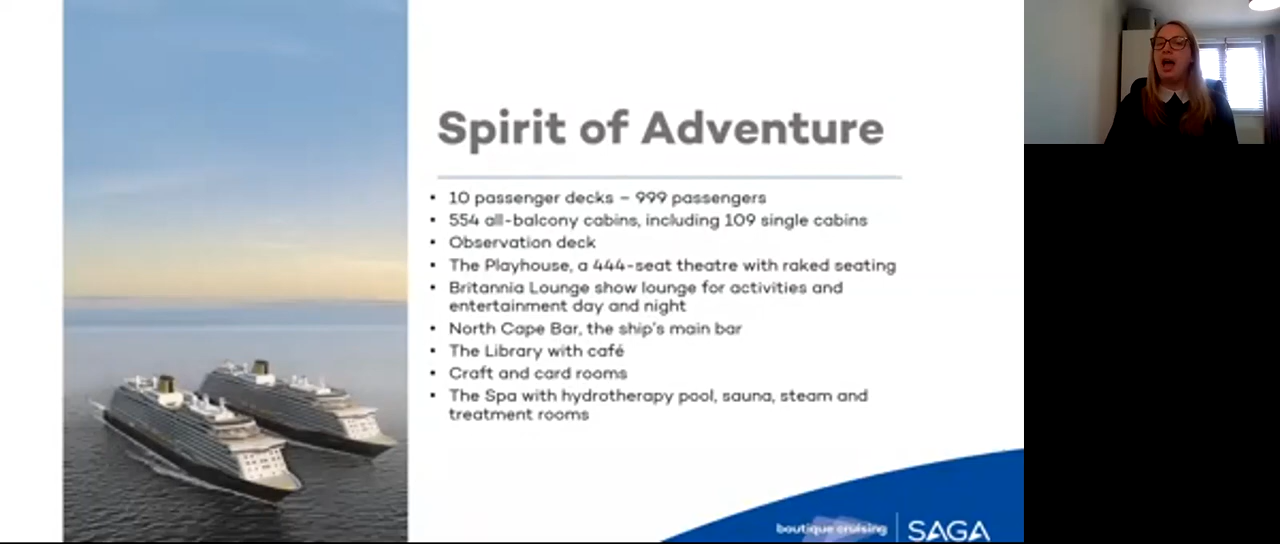 Spirit of Adventure
• 10 passenger decks – 999 passengers
• 554 all-balcony cabins, including 109 single cabins
• Observation deck
• The Playhouse, a 444-seat theatre with raked seating
• Britannia Lounge show lounge for activities and
entertainment day and night
• North Cape Bar, the ship's main bar
• The Library with café
• Craft and card rooms
• The Spa with hydrotherapy pool, sauna, steam and
treatment rooms
boutique cruising | SAGA